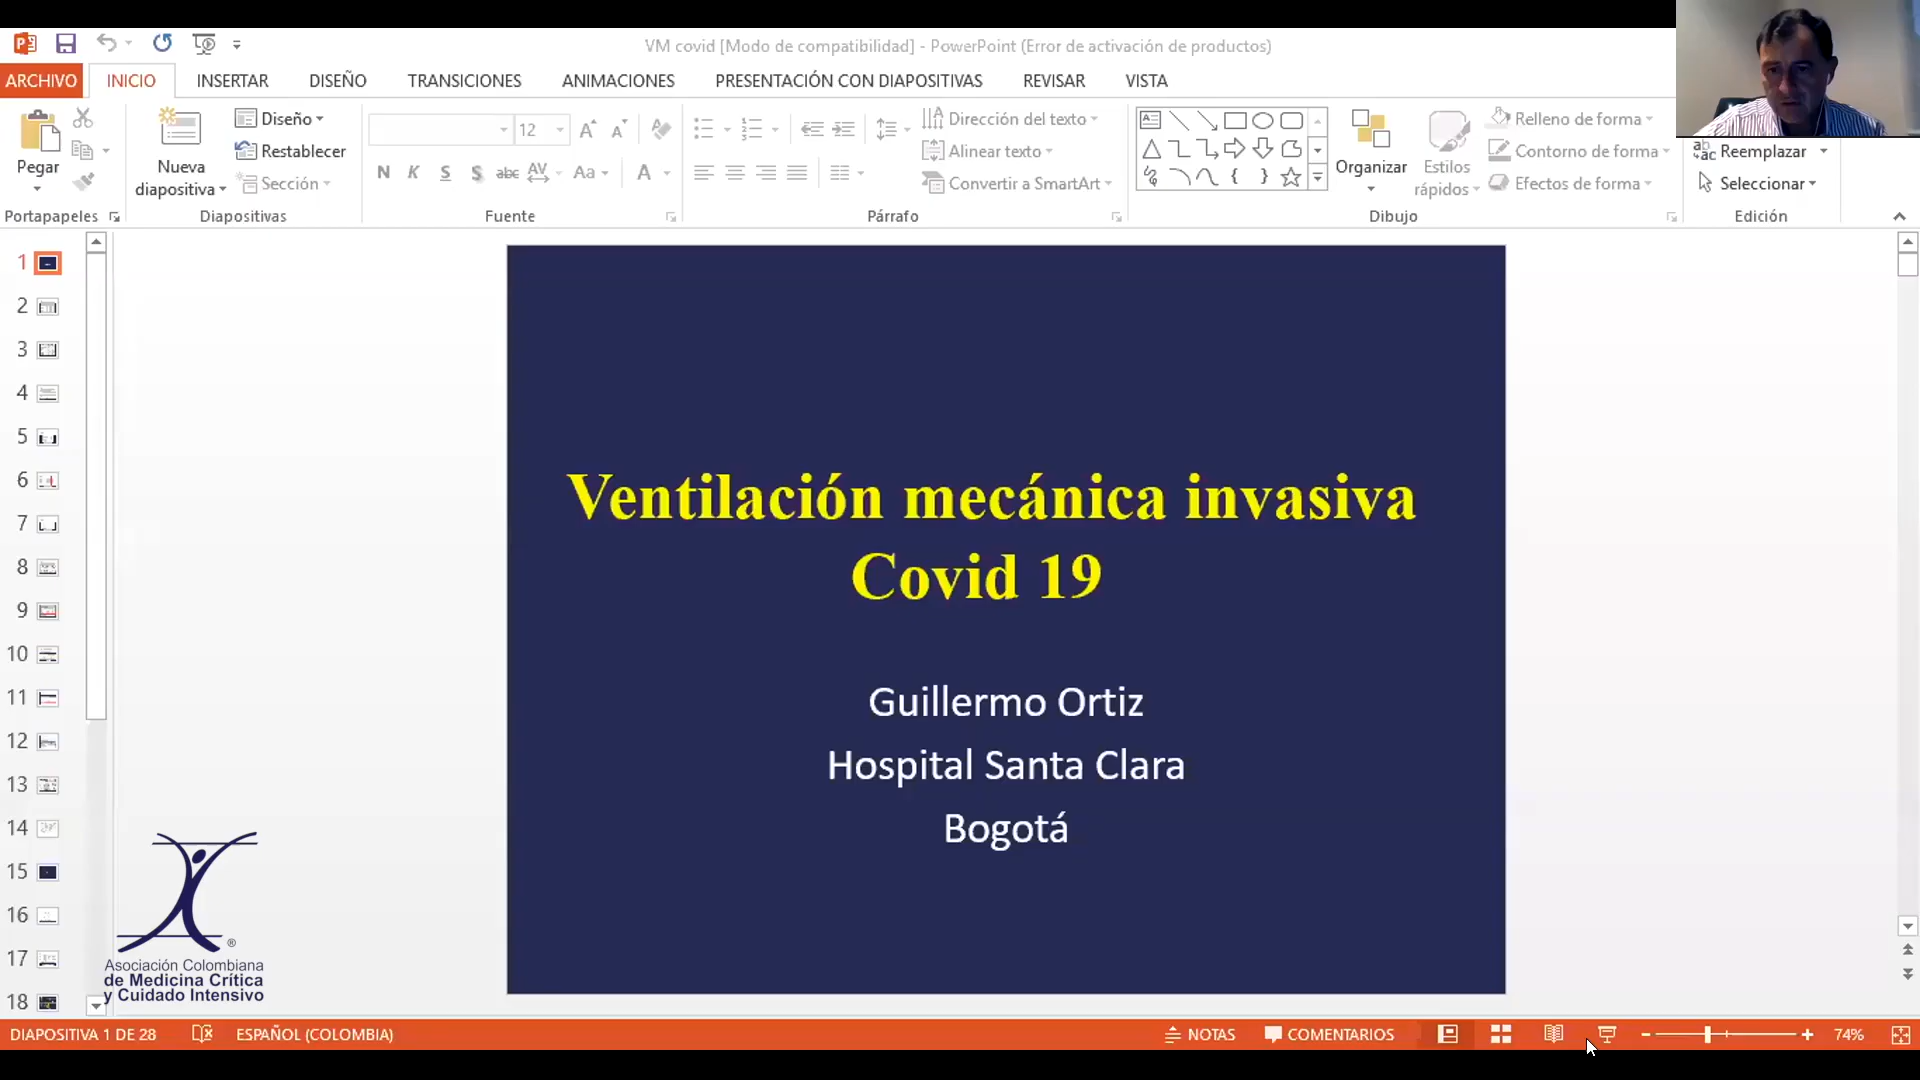 VM covid [Modo de compatibilidad] - PowerPoint (Error de activación de productos)
ARCHIVO INICIO INSERTAR DISEÑO TRANSICIONES ANIMACIONES PRESENTACIÓN CON DIAPOSITIVAS REVISAR VISTA
Pegar
Portapapeles
Nueva
diapositiva
Diseño
Restablecer
Sección
Diapositivas
12
N K S S abc AV Aa A
Fuente
Dirección del texto
Alinear texto
Convertir a SmartArt
Párrafo
Organizar
Estilos
rápidos
Relleno de forma
Contorno de forma
Efectos de forma
Dibujo
Reemplazar
Seleccionar
Edición
1
2
3
4
5
6
7
8
9
10
11
12
13
14
15
16
17
18
Ventilación mecánica invasiva
Covid 19
Guillermo Ortiz
Hospital Santa Clara
Bogotá
®
Asociación Colombiana
de Medicina Crítica
y Cuidado Intensivo
DIAPOSITIVA 1 DE 28 ESPAÑOL (COLOMBIA) NOTAS COMENTARIOS 74%